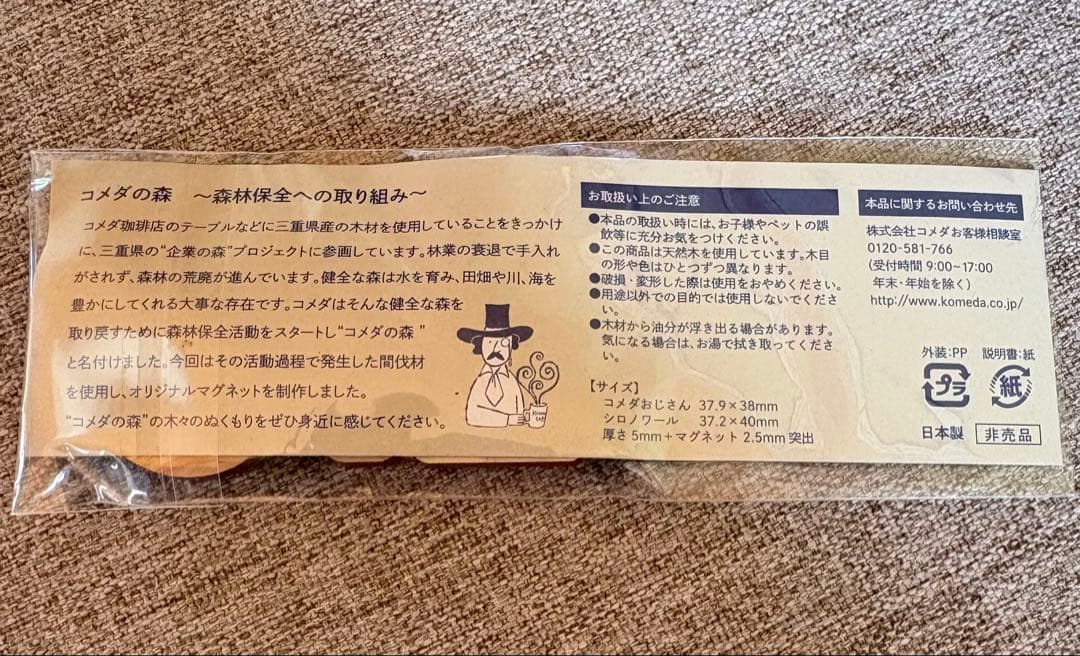 コメダの森 ～森林保全への取り組み～
コメダ珈琲店のテーブルなどに三重県産の木材を使用していることをきっかけ
に、三重県の“企業の森”プロジェクトに参画しています。林業の衰退で手入れ
がされず、森林の荒廃が進んでいます。健全な森は水を育み、田畑や川、海を
豊かにしてくれる大事な存在です。コメダはそんな健全な森を
取り戻すために森林保全活動をスタートし“コメダの森 ”
と名付けました。今回はその活動過程で発生した間伐材
を使用し、オリジナルマグネットを制作しました。
“コメダの森”の木々のぬくもりをぜひ身近に感じてください。
お取扱い上のご注意
●本品の取扱い時には、お子様やペットの誤
飲等に充分お気をつけください。
●この商品は天然木を使用しています。木目
の形や色はひとつずつ異なります。
●破損・変形した際は使用をおやめください。
●用途以外での目的では使用しないでくださ
い。
●木材から油分が浮き出る場合があります。
気になる場合は、お湯で拭き取ってくださ
い。
【サイズ】
コメダおじさん 37.9×38mm
シロノワール 37.2×40mm
厚さ5mm＋マグネット2.5mm突出
本品に関するお問い合わせ先
株式会社コメダお客様相談室
0120-581-766
(受付時間 9:00~17:00
年末・年始を除く)
http://www.komeda.co.jp/
外装:PP 説明書:紙
プラ 紙
日本製 非売品